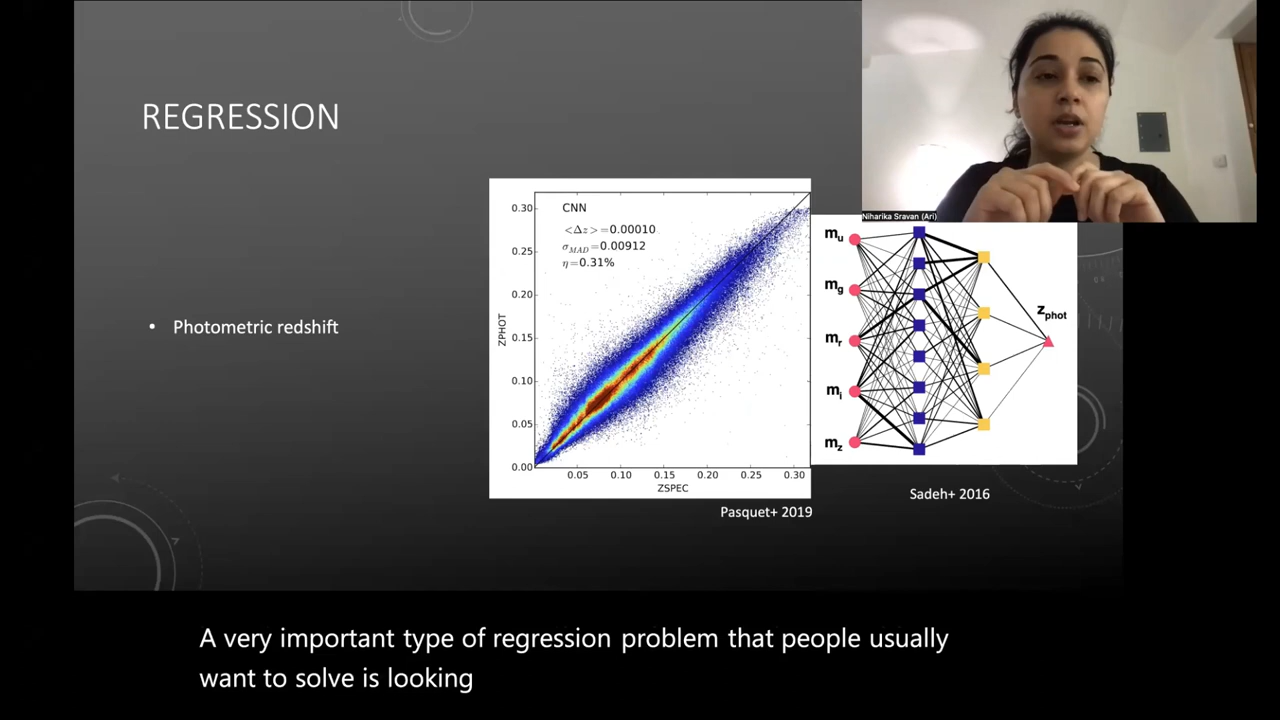 REGRESSION
• Photometric redshift
CNN
<Δz>=0.00010
σMAD=0.00912
η=0.31%
0.30
0.25
0.20
0.15
0.10
0.05
0.00
ZPHOT
0.05 0.10 0.15 0.20 0.25 0.30
ZSPEC
Pasquet+ 2019
Niharika Sravan (Ari)
mu
mg
mr
mi
mz
zphot
Sadeh+ 2016
A very important type of regression problem that people usually
want to solve is looking